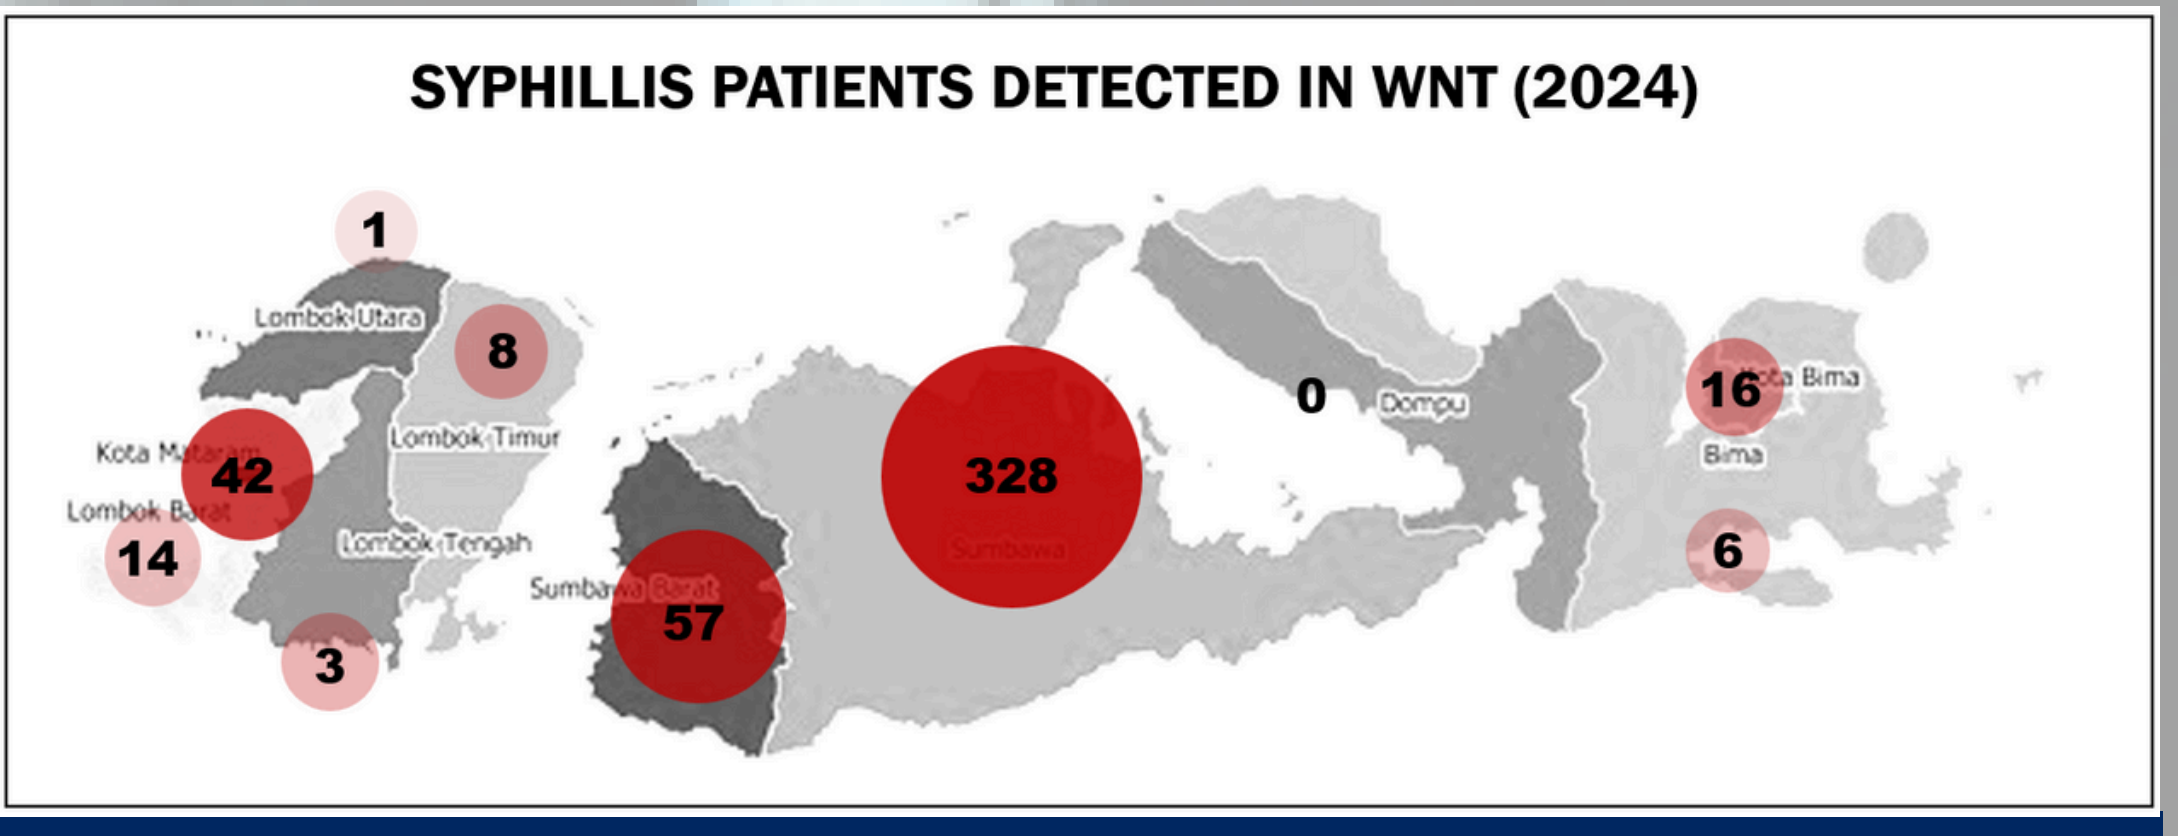 SYPHILLIS PATIENTS DETECTED IN WNT (2024)
1
Lombok Utara
8
Kota Mataram
42
Lombok Timur
Lombok Barat
14
Lombok Tengah
3
Sumbawa Barat
57
328
Sumbawa
0
Dompu
16
Kota Bima
Bima
6